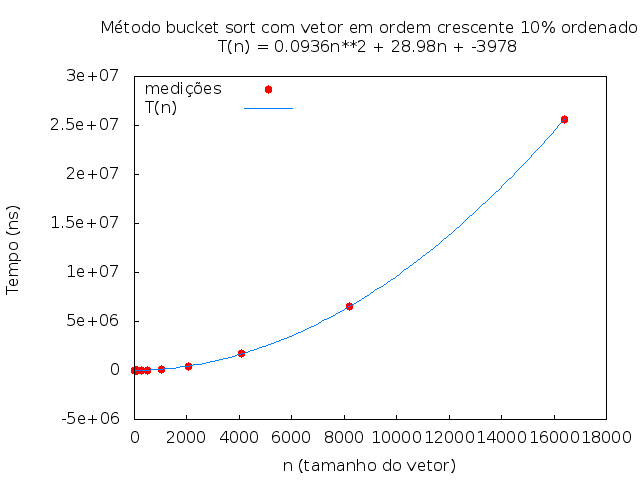 Método bucket sort com vetor em ordem crescente 10% ordenado
T(n) = 0.0936n**2 + 28.98n + -3978
medições
T(n)
3e+07
2.5e+07
2e+07
1.5e+07
1e+07
5e+06
0
-5e+06
Tempo (ns)
0 2000 4000 6000 8000 10000 12000 14000 16000 18000
n (tamanho do vetor)